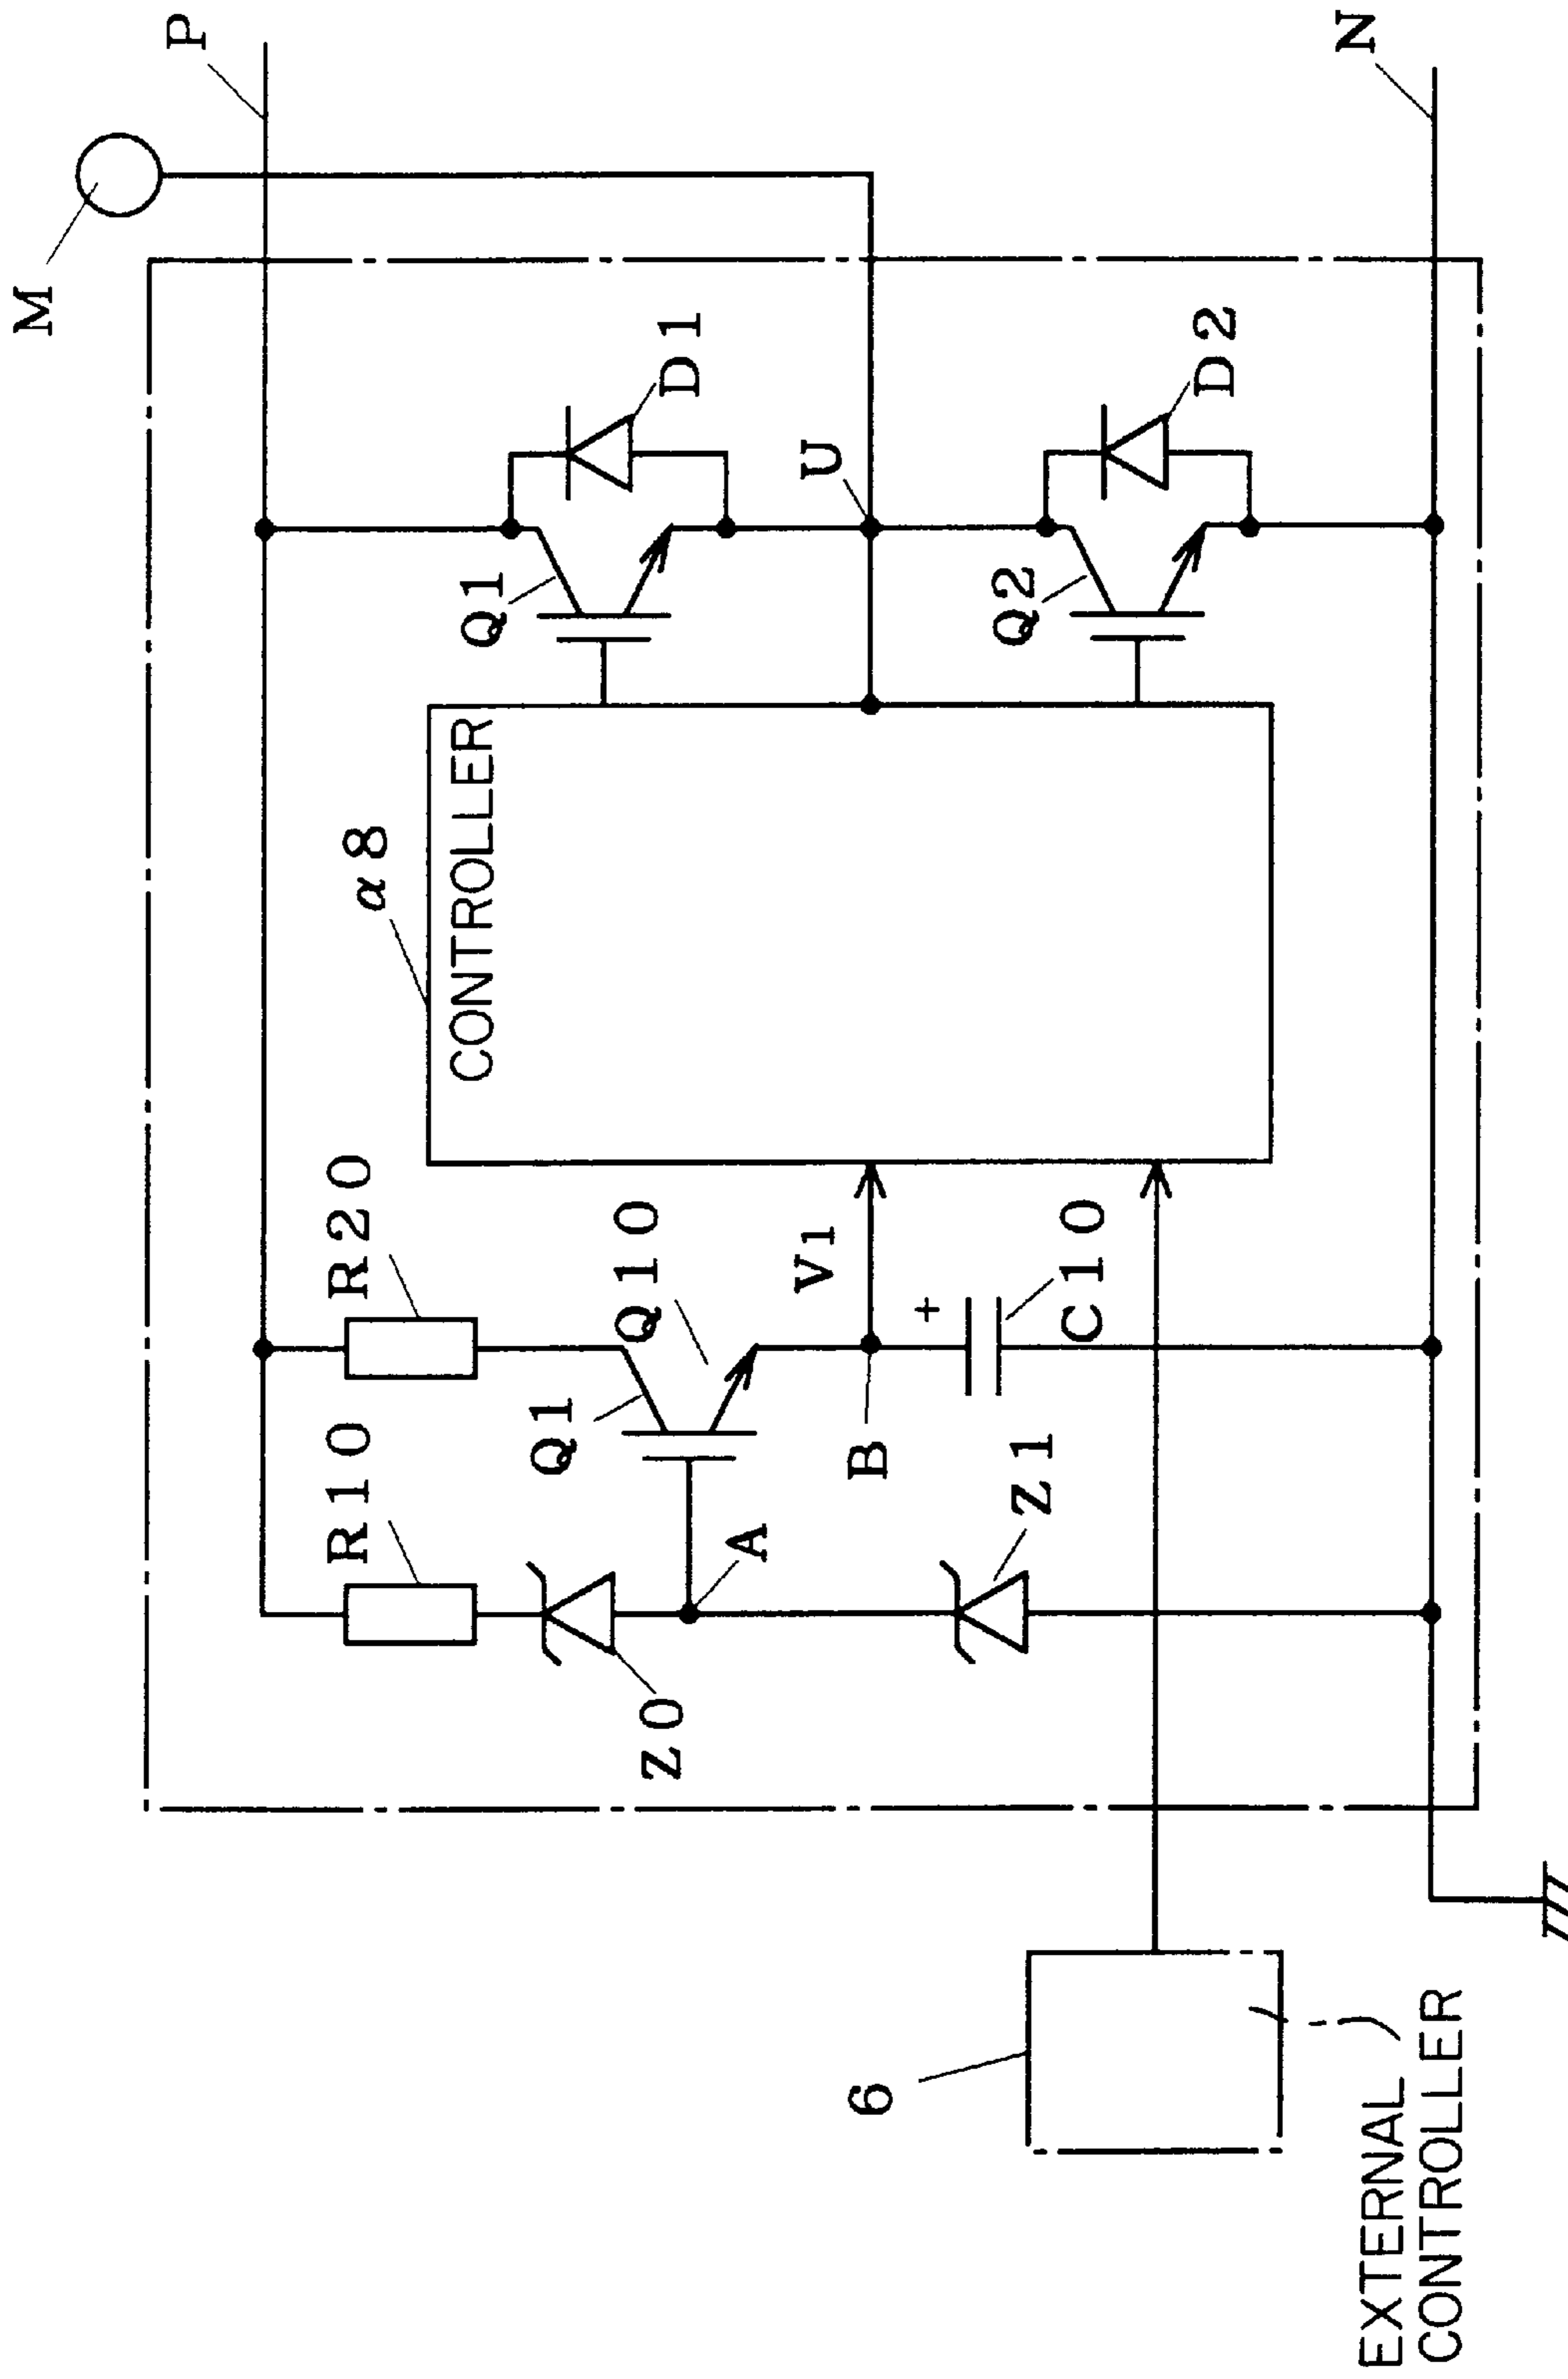 M
P
R10
R20
α8
CONTROLLER
Q1
Q1
Q10
Z0
D1
A
V1
U
B
6
+
Q2
Z1
C10
D2
N
EXTERNAL
CONTROLLER